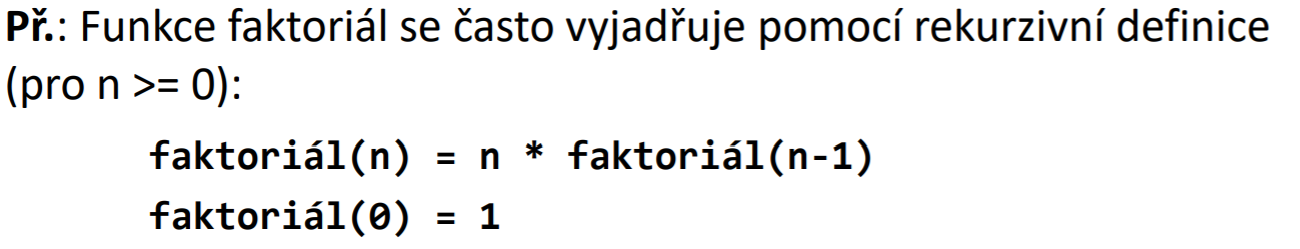 Př.: Funkce faktoriál se často vyjadřuje pomocí rekurzivní definice
(pro n >= 0):
faktoriál(n) = n * faktoriál(n-1)
faktoriál(0) = 1